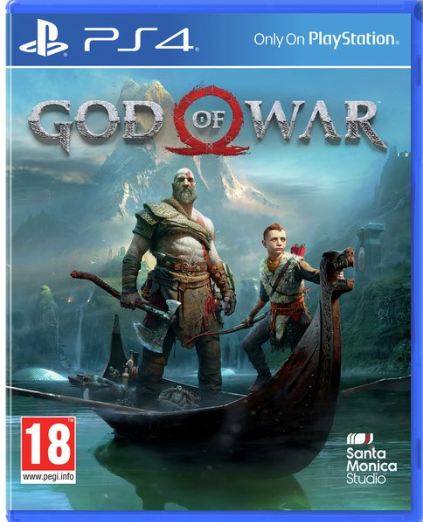 PS4
Only On PlayStation®
GOD OF WAR
18
www.pegi.info
Santa
Monica
Studio